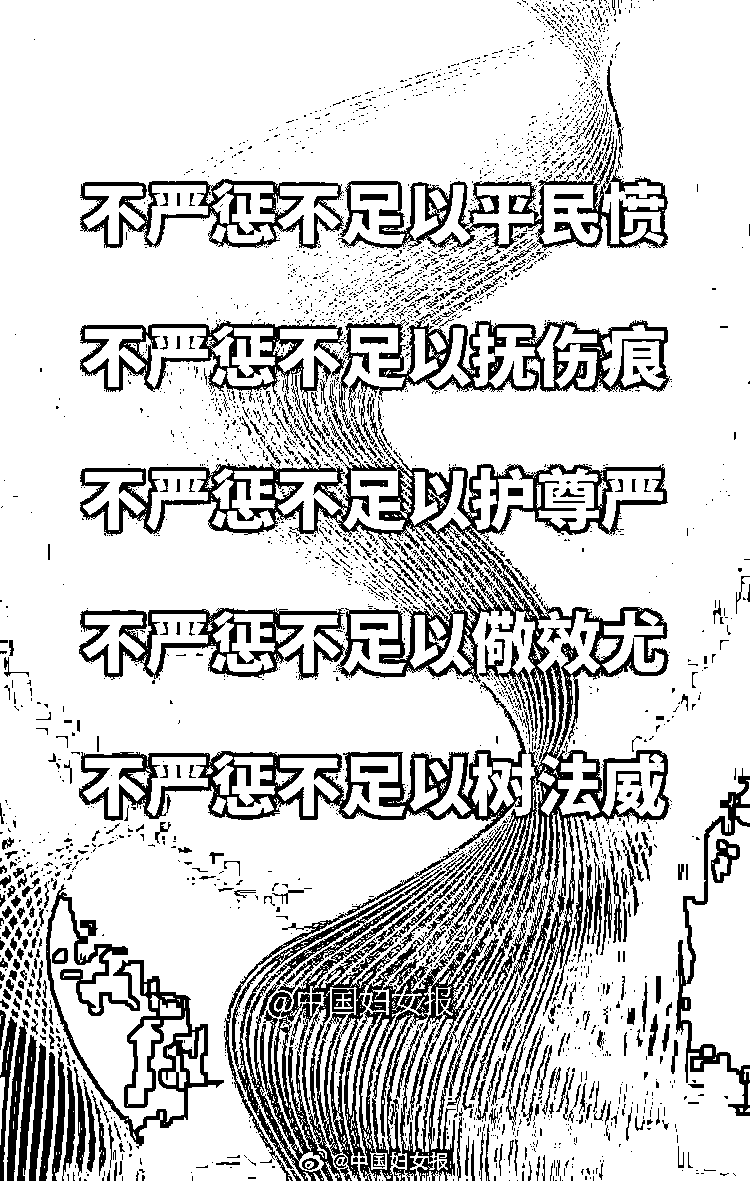 不严惩不足以平民愤
不严惩不足以抚伤痕
不严惩不足以护尊严
不严惩不足以儆效尤
不严惩不足以树法威
@中国妇女报
@中国妇女报